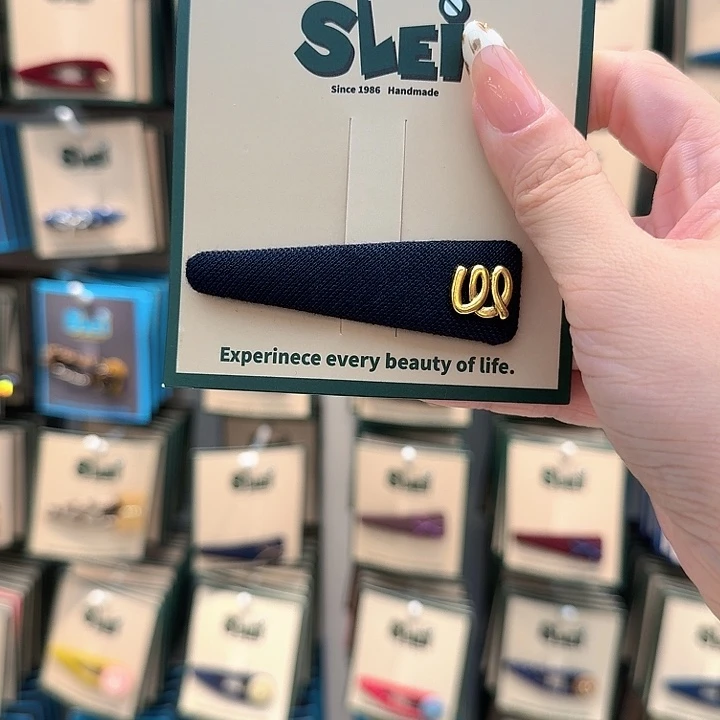 SLEi
Since 1986 Handmade
Experinece every beauty of life.